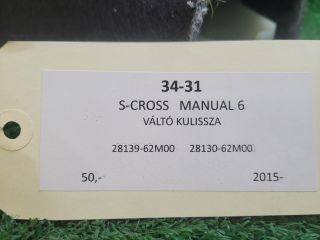 34-31
S-CROSS MANUAL 6
VÁLTÓ KULISSZA
28139-62M00 28130-62M00
50,- 2015-